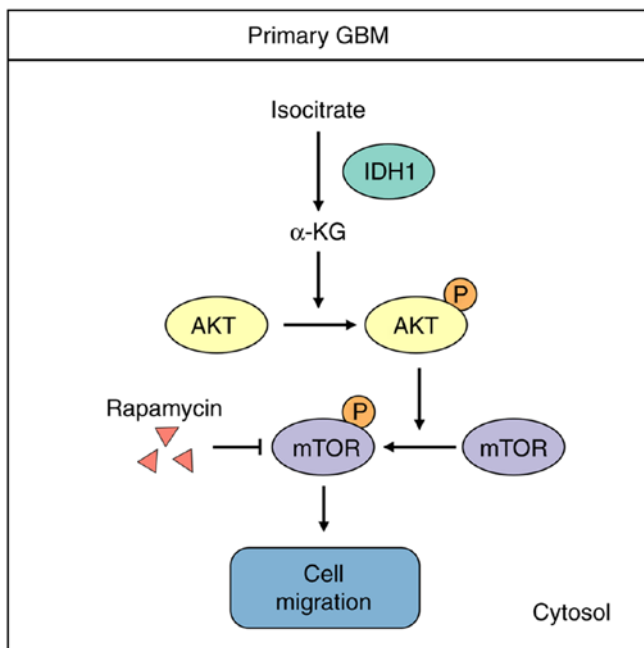 Primary GBM
Isocitrate
IDH1
α-KG
P
AKT
AKT
Rapamycin
P
mTOR
mTOR
Cell
migration
Cytosol